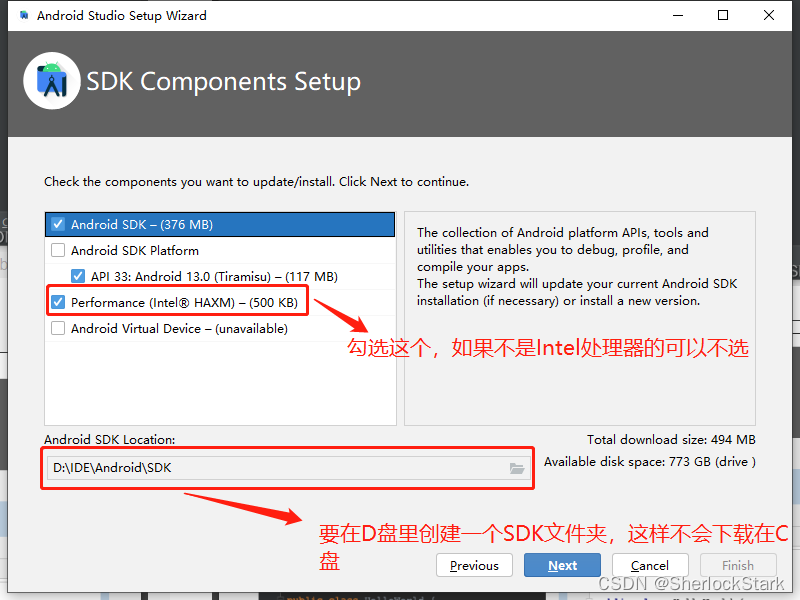 Android Studio Setup Wizard
SDK Components Setup
Check the components you want to update/install. Click Next to continue.
Android SDK – (376 MB)
Android SDK Platform
API 33: Android 13.0 (Tiramisu) – (117 MB)
Performance (Intel® HAXM) – (500 KB)
Android Virtual Device – (unavailable)
The collection of Android platform APIs, tools and
utilities that enables you to debug, profile, and
compile your apps.
The setup wizard will update your current Android SDK
installation (if necessary) or install a new version.
勾选这个，如果不是Intel处理器的可以不选
Android SDK Location:
D:\IDE\Android\SDK
Total download size: 494 MB
Available disk space: 773 GB (drive )
要在D盘里创建一个SDK文件夹，这样不会下载在C
盘
Previous
Next
Cancel
Finish
CSDN @SherlockStark